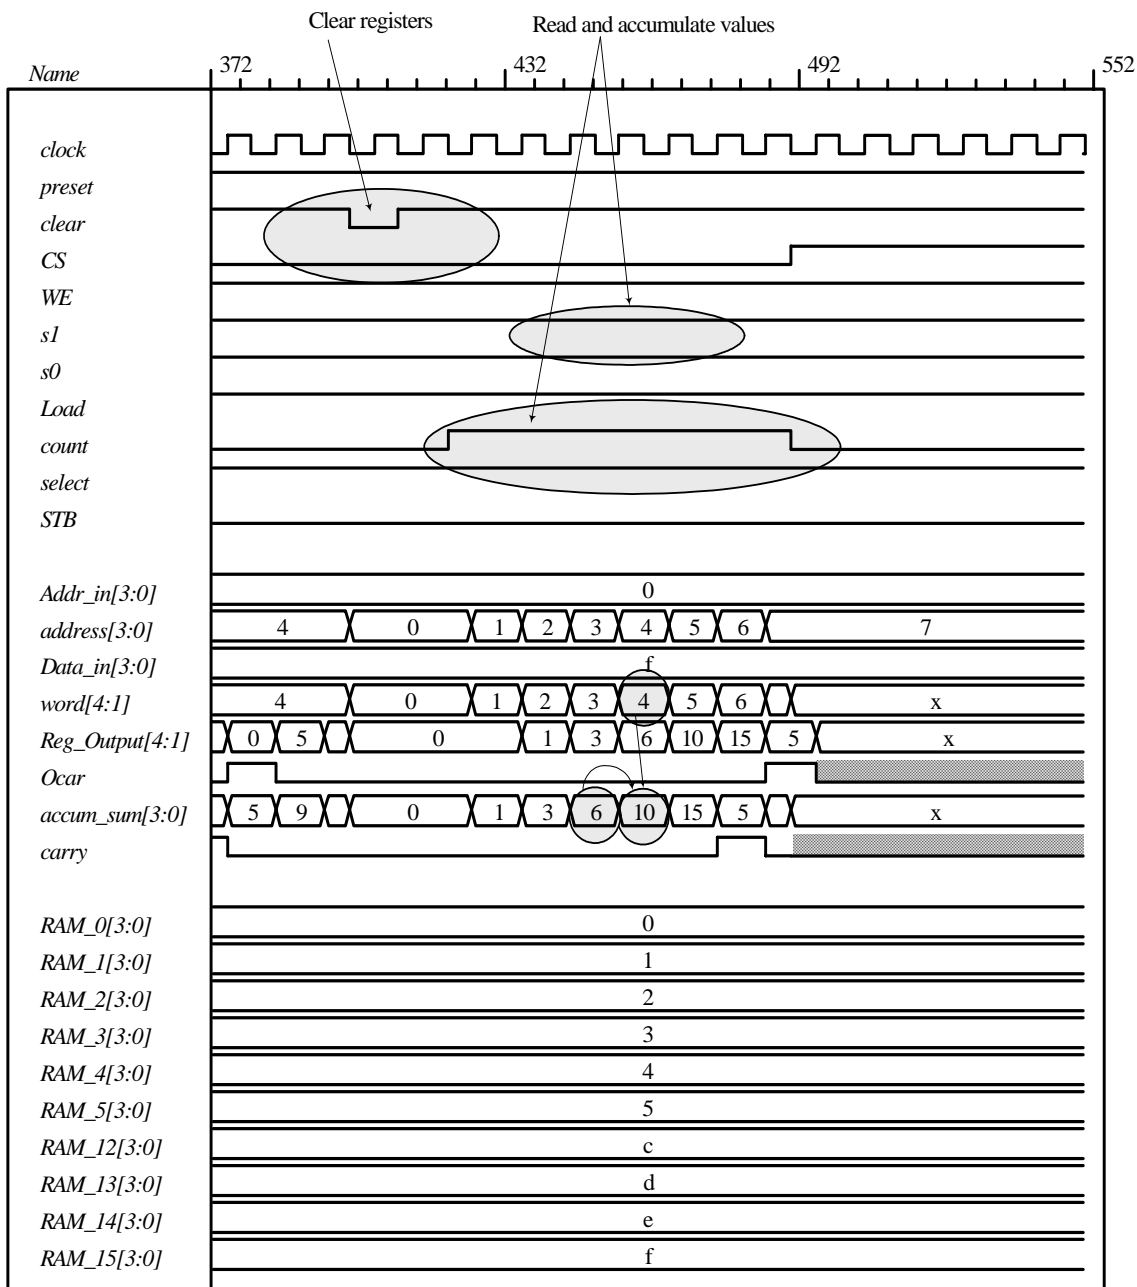 Clear registers
Read and accumulate values
Name 372 432 492 552
clock
preset
clear
CS
WE
s1
s0
Load
count
select
STB
Addr_in[3:0] 0
address[3:0] 4 0 1 2 3 4 5 6 7
Data_in[3:0] f
word[4:1] 4 0 1 2 3 4 5 6 x
Reg_Output[4:1] 0 5 0 1 3 6 10 15 5 x
Ocar
accum_sum[3:0] 5 9 0 1 3 6 10 15 5 x
carry
RAM_0[3:0] 0
RAM_1[3:0] 1
RAM_2[3:0] 2
RAM_3[3:0] 3
RAM_4[3:0] 4
RAM_5[3:0] 5
RAM_12[3:0] c
RAM_13[3:0] d
RAM_14[3:0] e
RAM_15[3:0] f